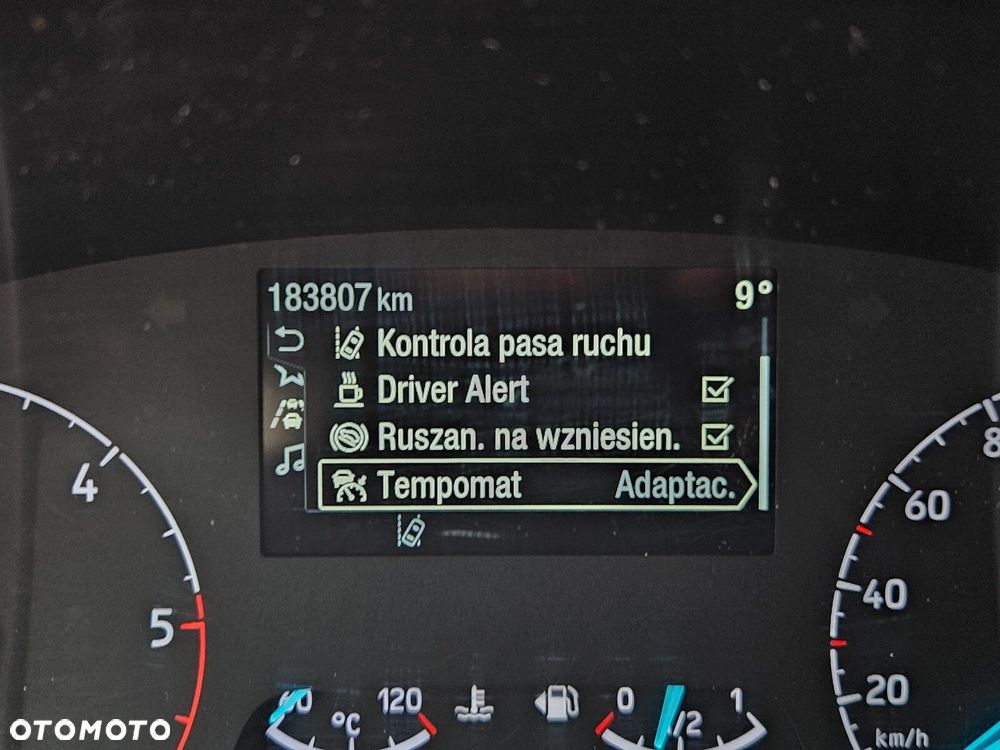 183807 km 9°
Kontrola pasa ruchu
Driver Alert
Ruszan. na wzniesien.
Tempomat Adaptac.
4
5
8
60
40
20
km/h
60 120
°C
0 1
1/2
OTOMOTO